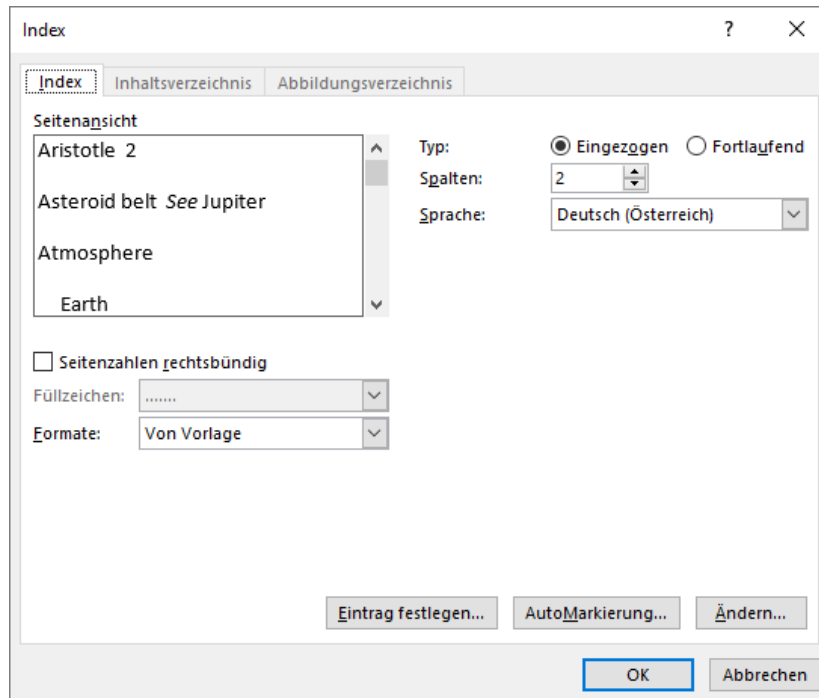 Index ?
Index Inhaltsverzeichnis Abbildungsverzeichnis
Seitenansicht
Aristotle 2
Asteroid belt See Jupiter
Atmosphere
Earth
Typ: Eingezogen Fortlaufend
Spalten: 2
Sprache: Deutsch (Österreich)
Seitenzahlen rechtsbündig
Füllzeichen: .......
Formate: Von Vorlage
Eintrag festlegen... AutoMarkierung... Ändern...
OK Abbrechen